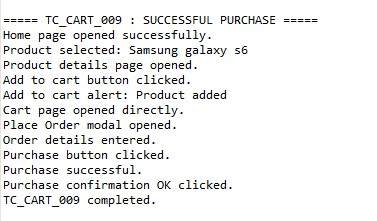 ===== TC_CART_009 : SUCCESSFUL PURCHASE =====
Home page opened successfully.
Product selected: Samsung galaxy s6
Product details page opened.
Add to cart button clicked.
Add to cart alert: Product added
Cart page opened directly.
Place Order modal opened.
Order details entered.
Purchase button clicked.
Purchase successful.
Purchase confirmation OK clicked.
TC_CART_009 completed.